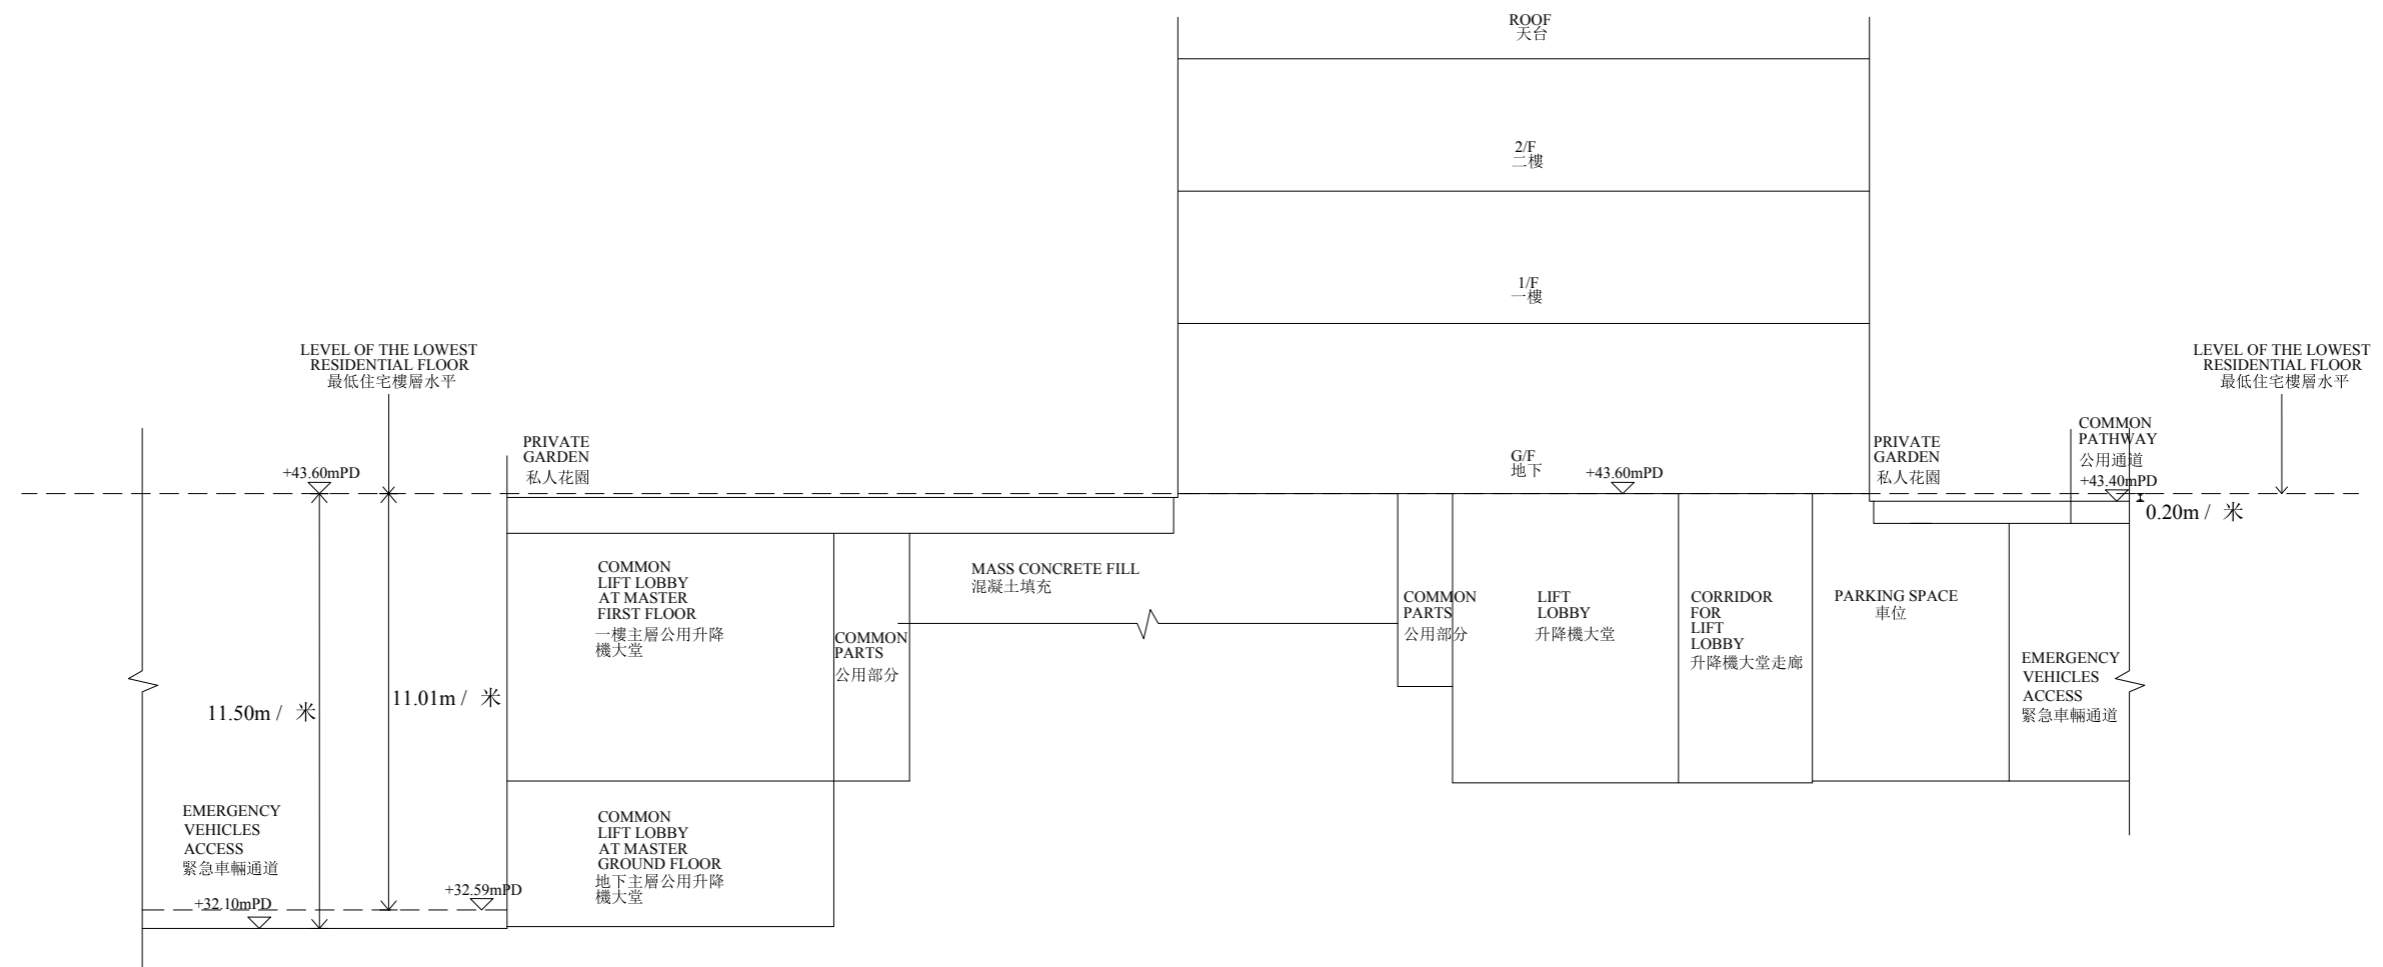 ROOF
天台
2/F
二樓
1/F
一樓
LEVEL OF THE LOWEST
RESIDENTIAL FLOOR
最低住宅樓層水平
LEVEL OF THE LOWEST
RESIDENTIAL FLOOR
最低住宅樓層水平
PRIVATE
GARDEN
私人花園
+43.60mPD
G/F
地下
+43.60mPD
PRIVATE
GARDEN
私人花園
COMMON
PATHWAY
公用通道
+43.40mPD
0.20m / 米
COMMON
LIFT LOBBY
AT MASTER
FIRST FLOOR
一樓主層公用升降
機大堂
COMMON
PARTS
公用部分
MASS CONCRETE FILL
混凝土填充
COMMON
PARTS
公用部分
LIFT
LOBBY
升降機大堂
CORRIDOR
FOR
LIFT
LOBBY
升降機大堂走廊
PARKING SPACE
車位
EMERGENCY
VEHICLES
ACCESS
緊急車輛通道
11.50m / 米
11.01m / 米
EMERGENCY
VEHICLES
ACCESS
緊急車輛通道
+32.10mPD
+32.59mPD
COMMON
LIFT LOBBY
AT MASTER
GROUND FLOOR
地下主層公用升降
機大堂